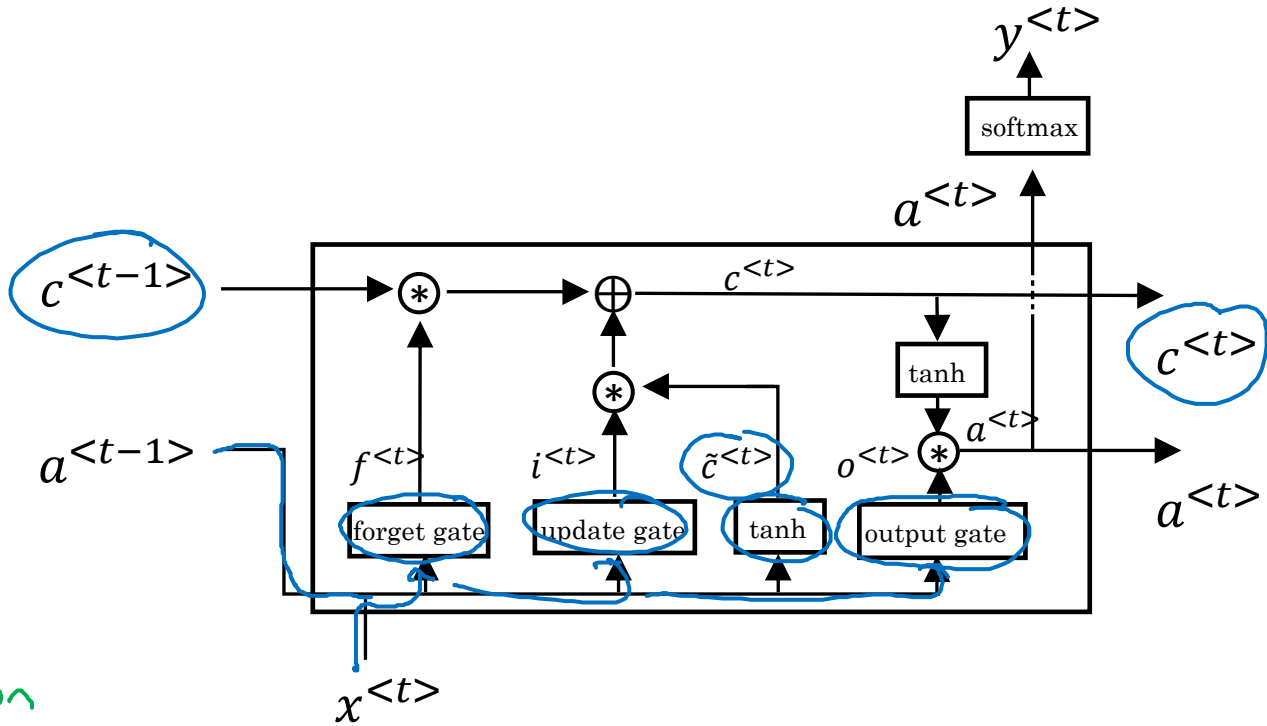 y^{<t>}
softmax
a^{<t>}
c^{<t-1>}
c^{<t>}
c^{<t>}
tanh
a^{<t-1>}
f^{<t>}
i^{<t>}
c̃^{<t>}
o^{<t>}
a^{<t>}
a^{<t>}
forget gate
update gate
tanh
output gate
x^{<t>}